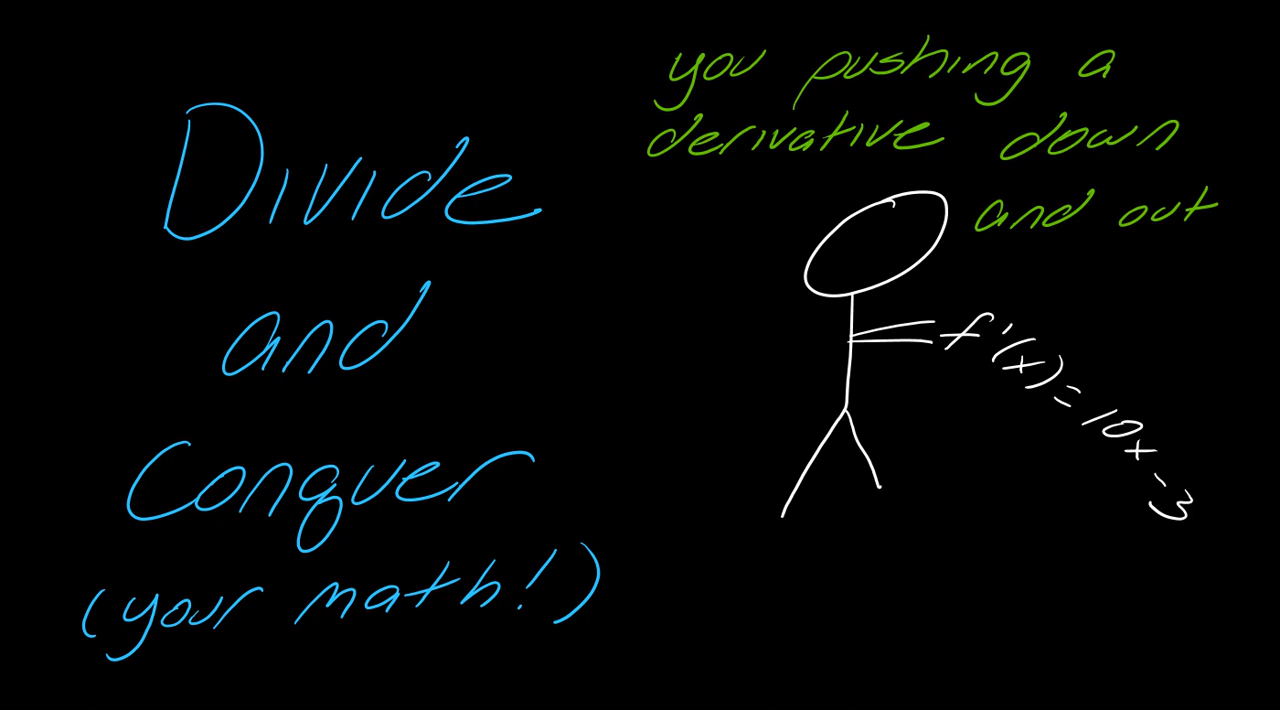 Divide
and
Conquer
(your math!)
you pushing a
derivative down
and out
f'(x)=10x-3